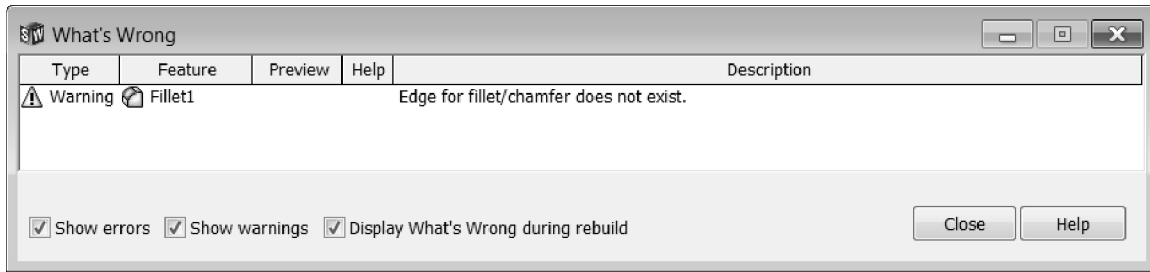 What's Wrong
Type Feature Preview Help Description
Warning Fillet1 Edge for fillet/chamfer does not exist.
Show errors Show warnings Display What's Wrong during rebuild Close Help